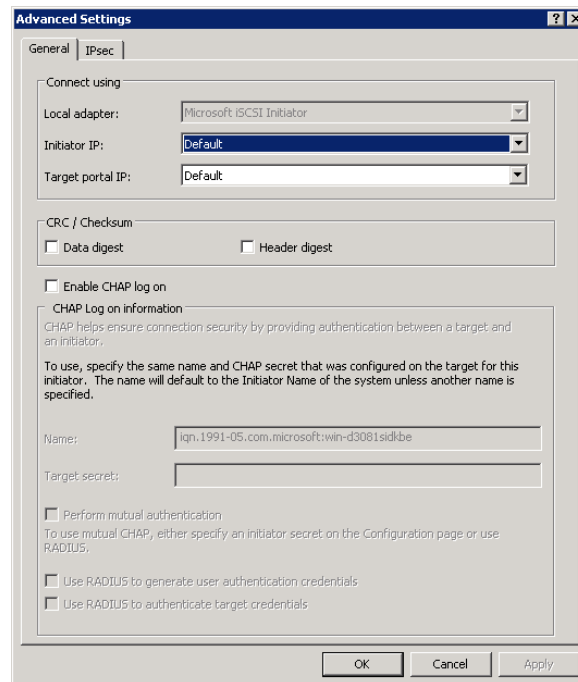 Advanced Settings
General
IPsec
Connect using
Local adapter:
Microsoft iSCSI Initiator
Initiator IP:
Default
Target portal IP:
Default
CRC / Checksum
Data digest
Header digest
Enable CHAP log on
CHAP Log on information
CHAP helps ensure connection security by providing authentication between a target and
an initiator.
To use, specify the same name and CHAP secret that was configured on the target for this
initiator. The name will default to the Initiator Name of the system unless another name is
specified.
Name:
iqn.1991-05.com.microsoft:win-d3081sidkbe
Target secret:
Perform mutual authentication
To use mutual CHAP, either specify an initiator secret on the Configuration page or use
RADIUS.
Use RADIUS to generate user authentication credentials
Use RADIUS to authenticate target credentials
OK
Cancel
Apply